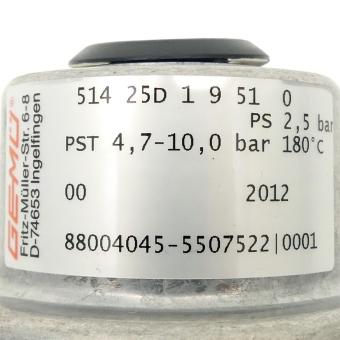 514 25D 1 9 51 0
PS 2,5 bar
PST 4,7-10,0 bar 180°C
00 2012
88004045-5507522|0001
GEMÜ®
Fritz-Müller-Str. 6-8
D-74653 Ingelfingen